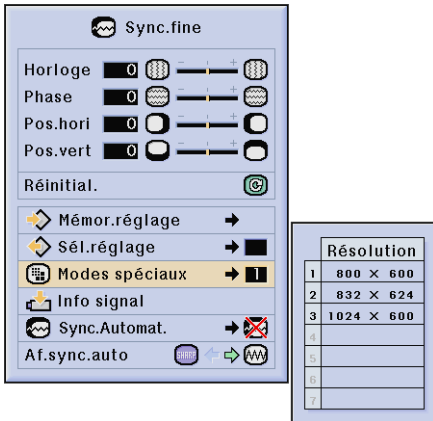 Sync.fine
Horloge 0 - +
Phase 0 - +
Pos.hori 0 - +
Pos.vert 0 - +
Réinitial.
Mémor.réglage
Sél.réglage
Modes spéciaux 1
Info signal
Sync.Automat.
Af.sync.auto SHARP
Résolution
1 800 × 600
2 832 × 624
3 1024 × 600
4
5
6
7